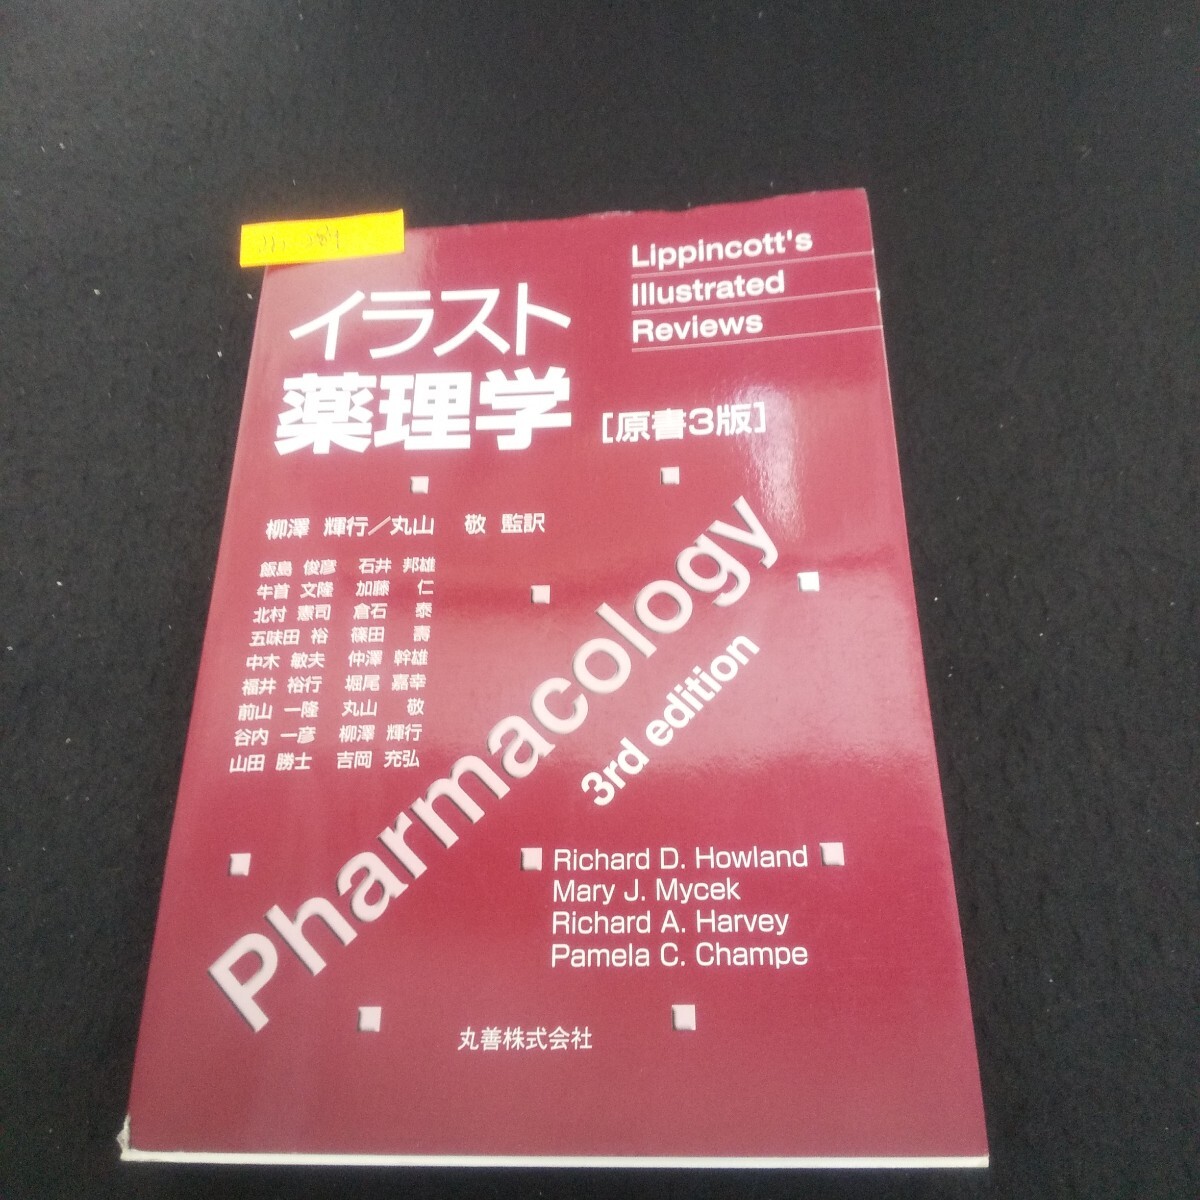 Lippincott's
Illustrated
Reviews
イラスト
薬理学 [原書3版]
柳澤 輝行/丸山 敬 監訳
飯島 俊彦 石井 邦雄
牛首 文隆 加藤 仁
北村 憲司 倉石 泰
五味田 裕 篠田 壽
中木 敏夫 仲澤 幹雄
福井 裕行 堀尾 嘉幸
前山 一隆 丸山 敬
谷内 一彦 柳澤 輝行
山田 勝士 吉岡 充弘
Pharmacology
3rd edition
Richard D. Howland
Mary J. Mycek
Richard A. Harvey
Pamela C. Champe
丸善株式会社